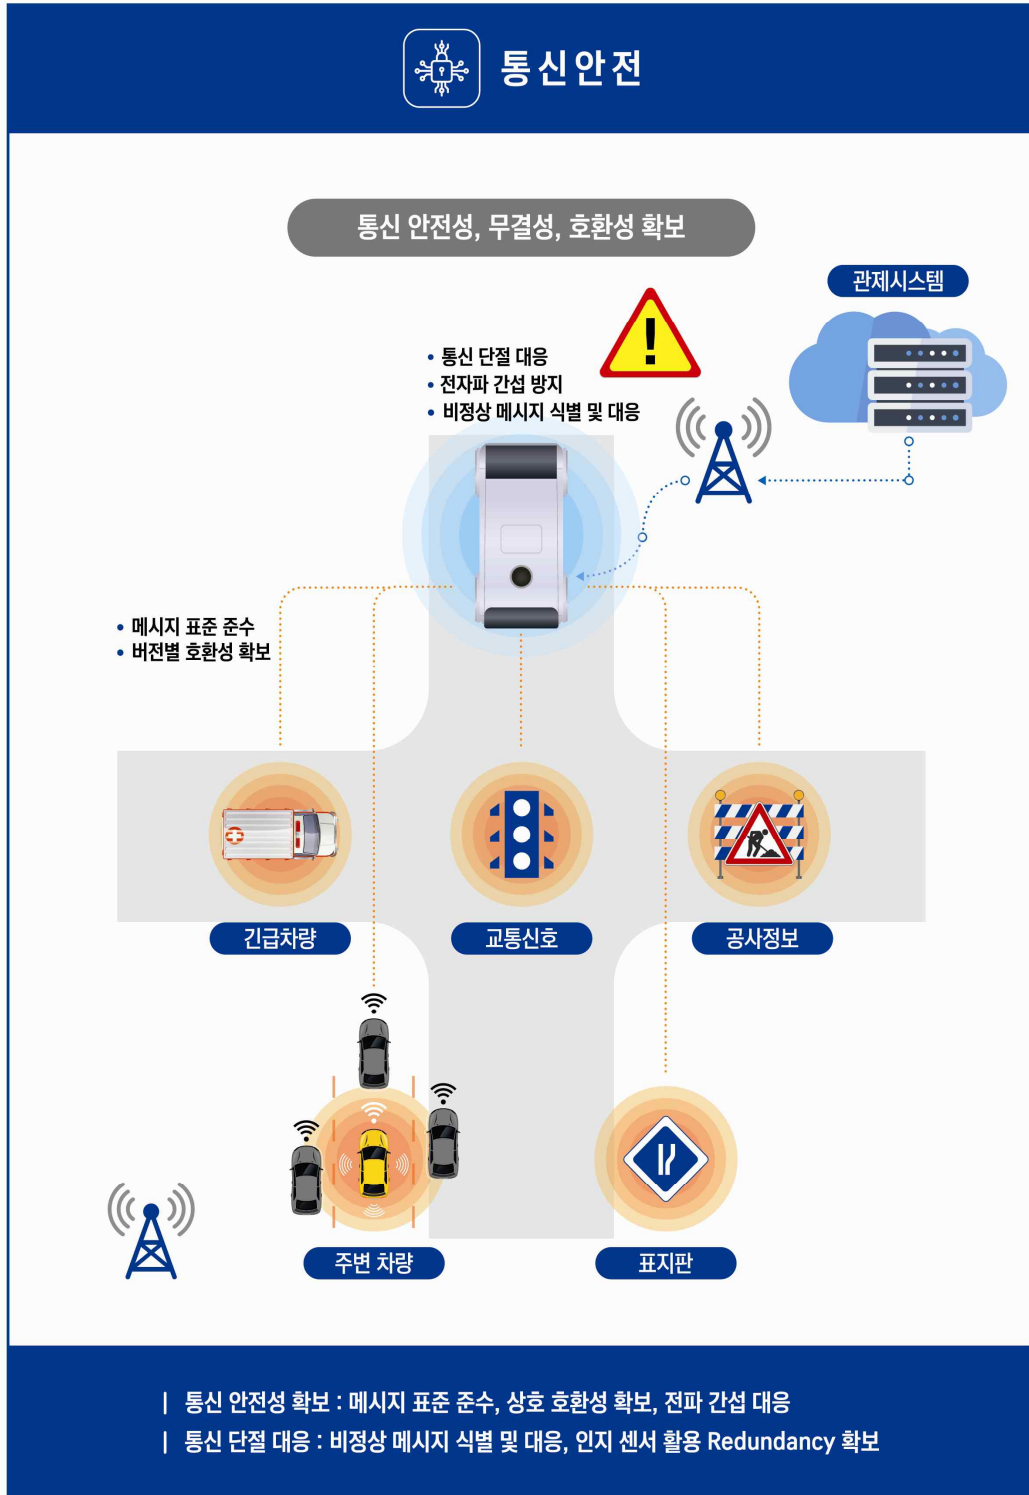 통신안전
통신 안전성, 무결성, 호환성 확보
관제시스템
• 통신 단절 대응
• 전자파 간섭 방지
• 비정상 메시지 식별 및 대응
• 메시지 표준 준수
• 버전별 호환성 확보
긴급차량
교통신호
공사정보
주변 차량
표지판
| 통신 안전성 확보 : 메시지 표준 준수, 상호 호환성 확보, 전파 간섭 대응
| 통신 단절 대응 : 비정상 메시지 식별 및 대응, 인지 센서 활용 Redundancy 확보